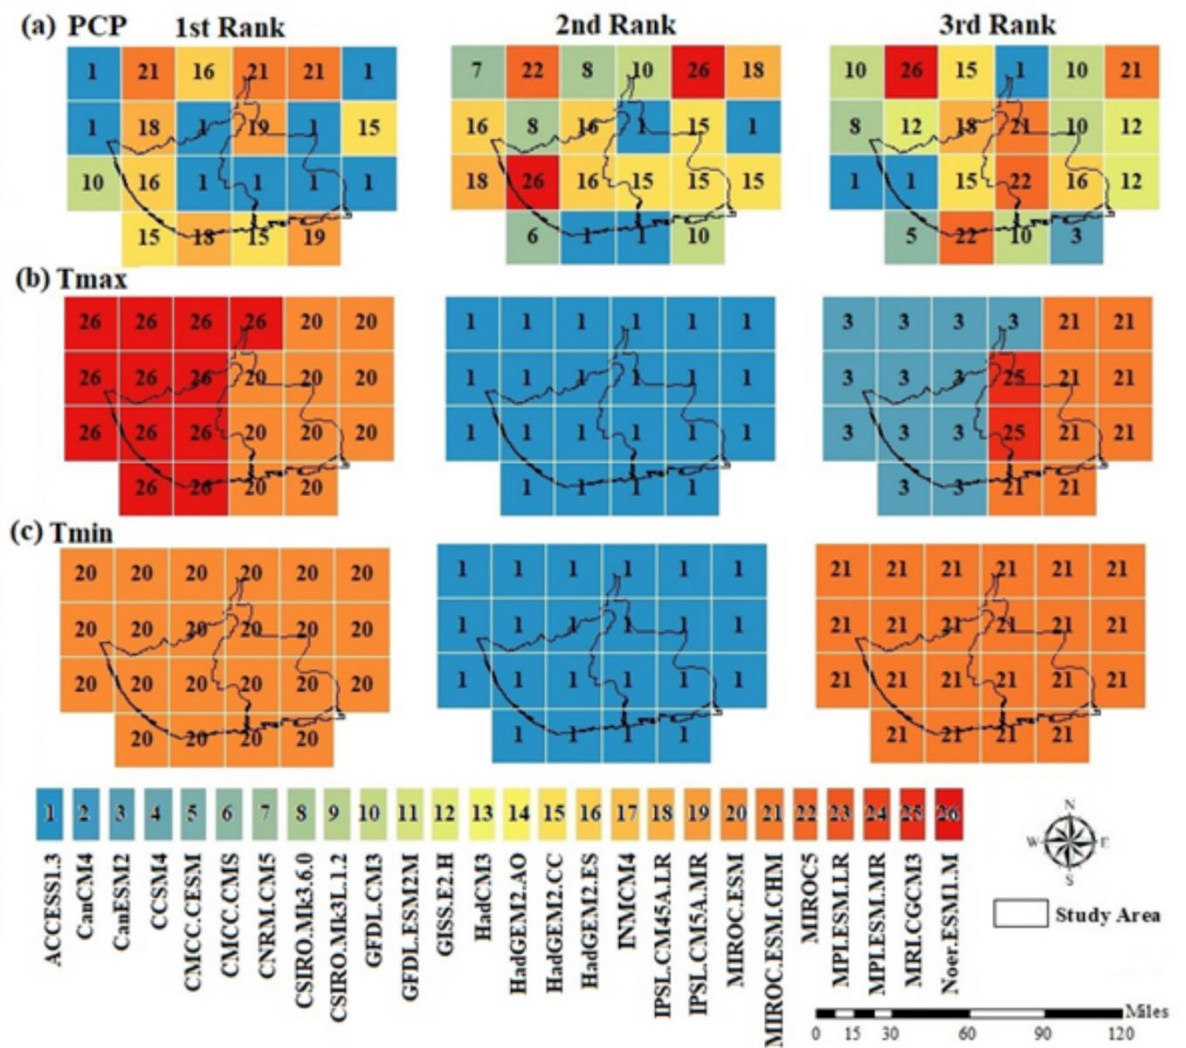 (a) PCP 1st Rank 2nd Rank 3rd Rank
1 21 16 21 21 1 7 22 8 10 26 18 10 26 15 1 10 21
1 18 1 19 1 15 16 8 16 1 15 1 8 12 18 21 10 12
10 16 1 1 1 1 18 26 16 15 15 15 1 1 15 22 16 12
15 18 15 19 6 1 1 10 5 22 10 3
(b) Tmax
26 26 26 26 20 20 1 1 1 1 1 1 3 3 3 3 21 21
26 26 26 20 20 20 1 1 1 1 1 1 3 3 3 25 21 21
26 26 26 20 20 20 1 1 1 1 1 1 3 3 3 25 21 21
26 26 20 20 1 1 1 1 3 3 21 21
(c) Tmin
20 20 20 20 20 20 1 1 1 1 1 1 21 21 21 21 21 21
20 20 20 20 20 20 1 1 1 1 1 1 21 21 21 21 21 21
20 20 20 20 20 20 1 1 1 1 1 1 21 21 21 21 21 21
20 20 20 20 1 1 1 1 21 21 21 21
1 2 3 4 5 6 7 8 9 10 11 12 13 14 15 16 17 18 19 20 21 22 23 24 25 26
ACCESS1.3
CanCM4
CanESM2
CCSM4
CMCC.CESM
CMCC.CMS
CNRM.CM5
CSIRO.Mk3.6.0
CSIRO.Mk3L.1.2
GFDL.CM3
GFDL.ESM2M
GISS.E2.H
HadCM3
HadGEM2.AO
HadGEM2.CC
HadGEM2.ES
INMCM4
IPSL.CM45A.LR
IPSL.CM5A.MR
MIROC.ESM
MIROC.ESM.CHM
MIROC5
MPI.ESM.LR
MPI.ESM.MR
MRI.CGCM3
Noer.ESM1.M
N
W E
S
Study Area
Miles
0 15 30 60 90 120